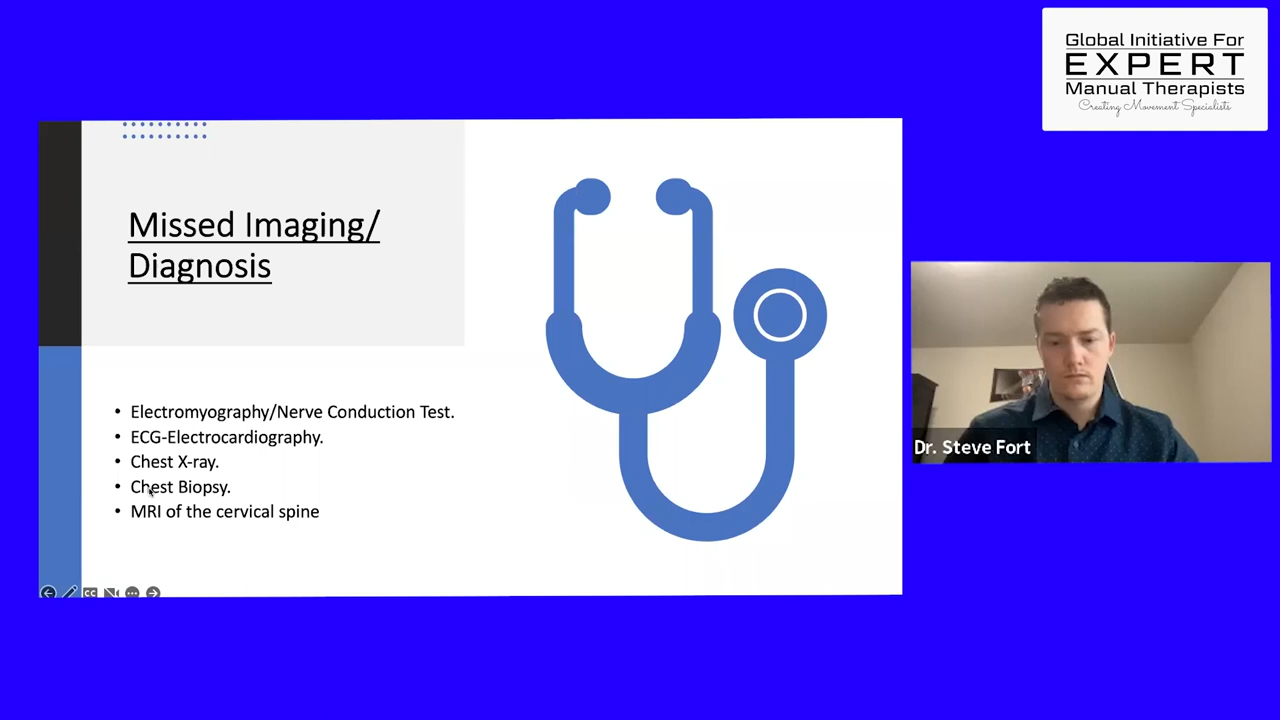 Global Initiative For
EXPERT
Manual Therapists
Creating Movement Specialists
Missed Imaging/
Diagnosis
• Electromyography/Nerve Conduction Test.
• ECG-Electrocardiography.
• Chest X-ray.
• Chest Biopsy.
• MRI of the cervical spine
CC
Dr. Steve Fort